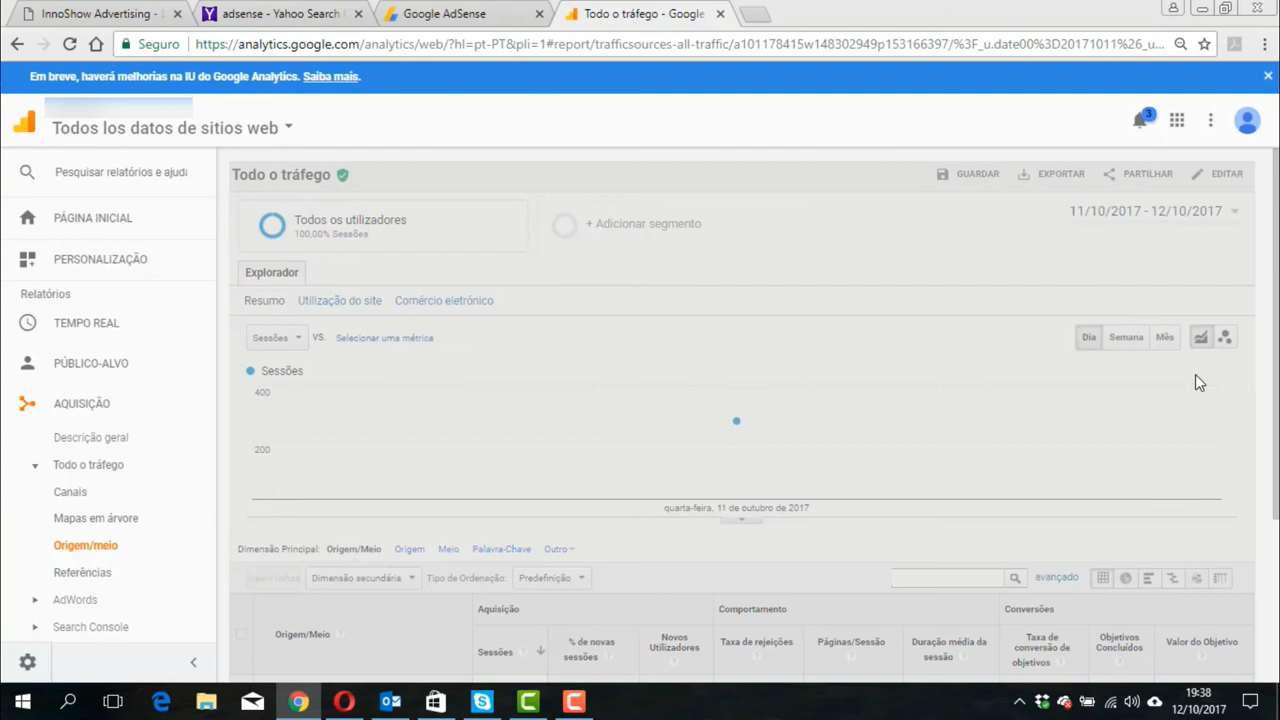 InnoShow Advertising - L
adsense - Yahoo Search R
Google AdSense
Todo o tráfego - Google
Seguro
https://analytics.google.com/analytics/web/?hl=pt-PT&pli=1#report/trafficsources-all-traffic/a101178415w148302949p153166397/%3F_u.date00%3D20171011%26_u...
Em breve, haverá melhorias na IU do Google Analytics. Saiba mais.
Todos los datos de sitios web
3
Pesquisar relatórios e ajuda
Todo o tráfego
GUARDAR
EXPORTAR
PARTILHAR
EDITAR
PÁGINA INICIAL
Todos os utilizadores
100,00% Sessões
+ Adicionar segmento
11/10/2017 - 12/10/2017
PERSONALIZAÇÃO
Explorador
Relatórios
Resumo
Utilização do site
Comércio eletrónico
TEMPO REAL
Sessões
VS.
Selecionar uma métrica
Dia
Semana
Mês
PÚBLICO-ALVO
Sessões
400
AQUISIÇÃO
Descrição geral
200
Todo o tráfego
Canais
quarta-feira, 11 de outubro de 2017
Mapas em árvore
Origem/meio
Dimensão Principal:
Origem/Meio
Origem
Meio
Palavra-Chave
Outro
Referências
Dimensão secundária
Tipo de Ordenação:
Predefinição
avançado
AdWords
Aquisição
Comportamento
Conversões
Search Console
Origem/Meio
Sessões
% de novas sessões
Novos Utilizadores
Taxa de rejeições
Páginas/Sessão
Duração média da sessão
Taxa de conversão de objetivos
Objetivos Concluídos
Valor do Objetivo
19:38
12/10/2017